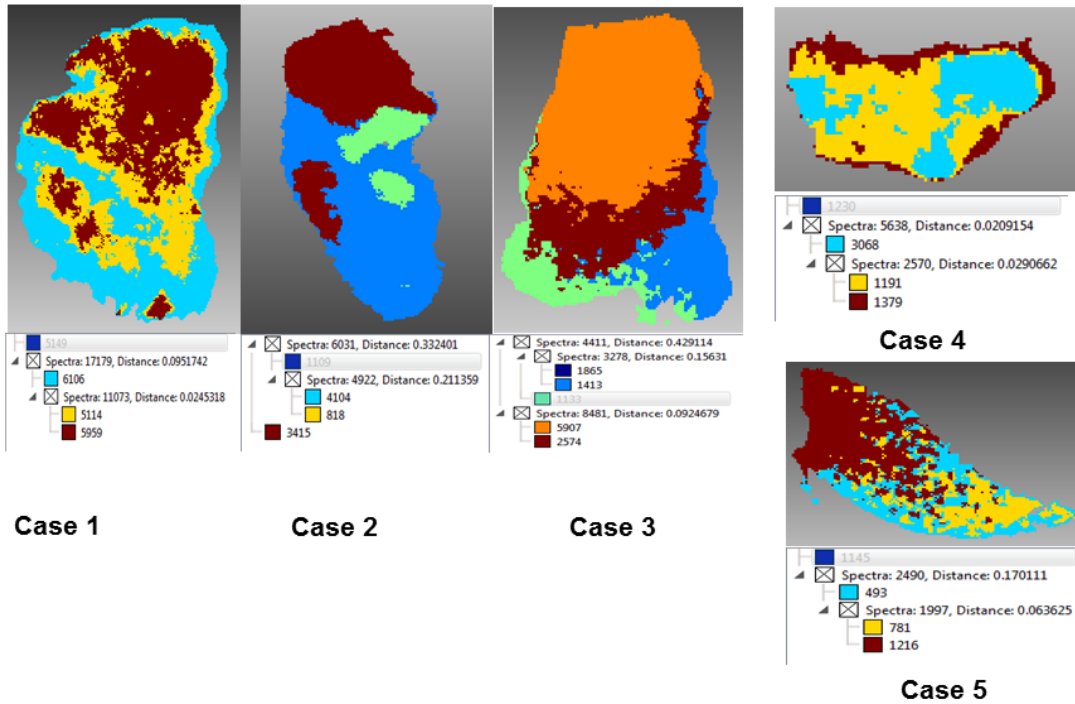 5149
Spectra: 17179, Distance: 0.0951742
6106
Spectra: 11073, Distance: 0.0245318
5114
5959
Case 1
Spectra: 6031, Distance: 0.332401
1109
Spectra: 4922, Distance: 0.211359
4104
818
3415
Case 2
Spectra: 4411, Distance: 0.429114
Spectra: 3278, Distance: 0.15631
1865
1413
1133
Spectra: 8481, Distance: 0.0924679
5907
2574
Case 3
1230
Spectra: 5638, Distance: 0.0209154
3068
Spectra: 2570, Distance: 0.0290662
1191
1379
Case 4
1145
Spectra: 2490, Distance: 0.170111
493
Spectra: 1997, Distance: 0.063625
781
1216
Case 5